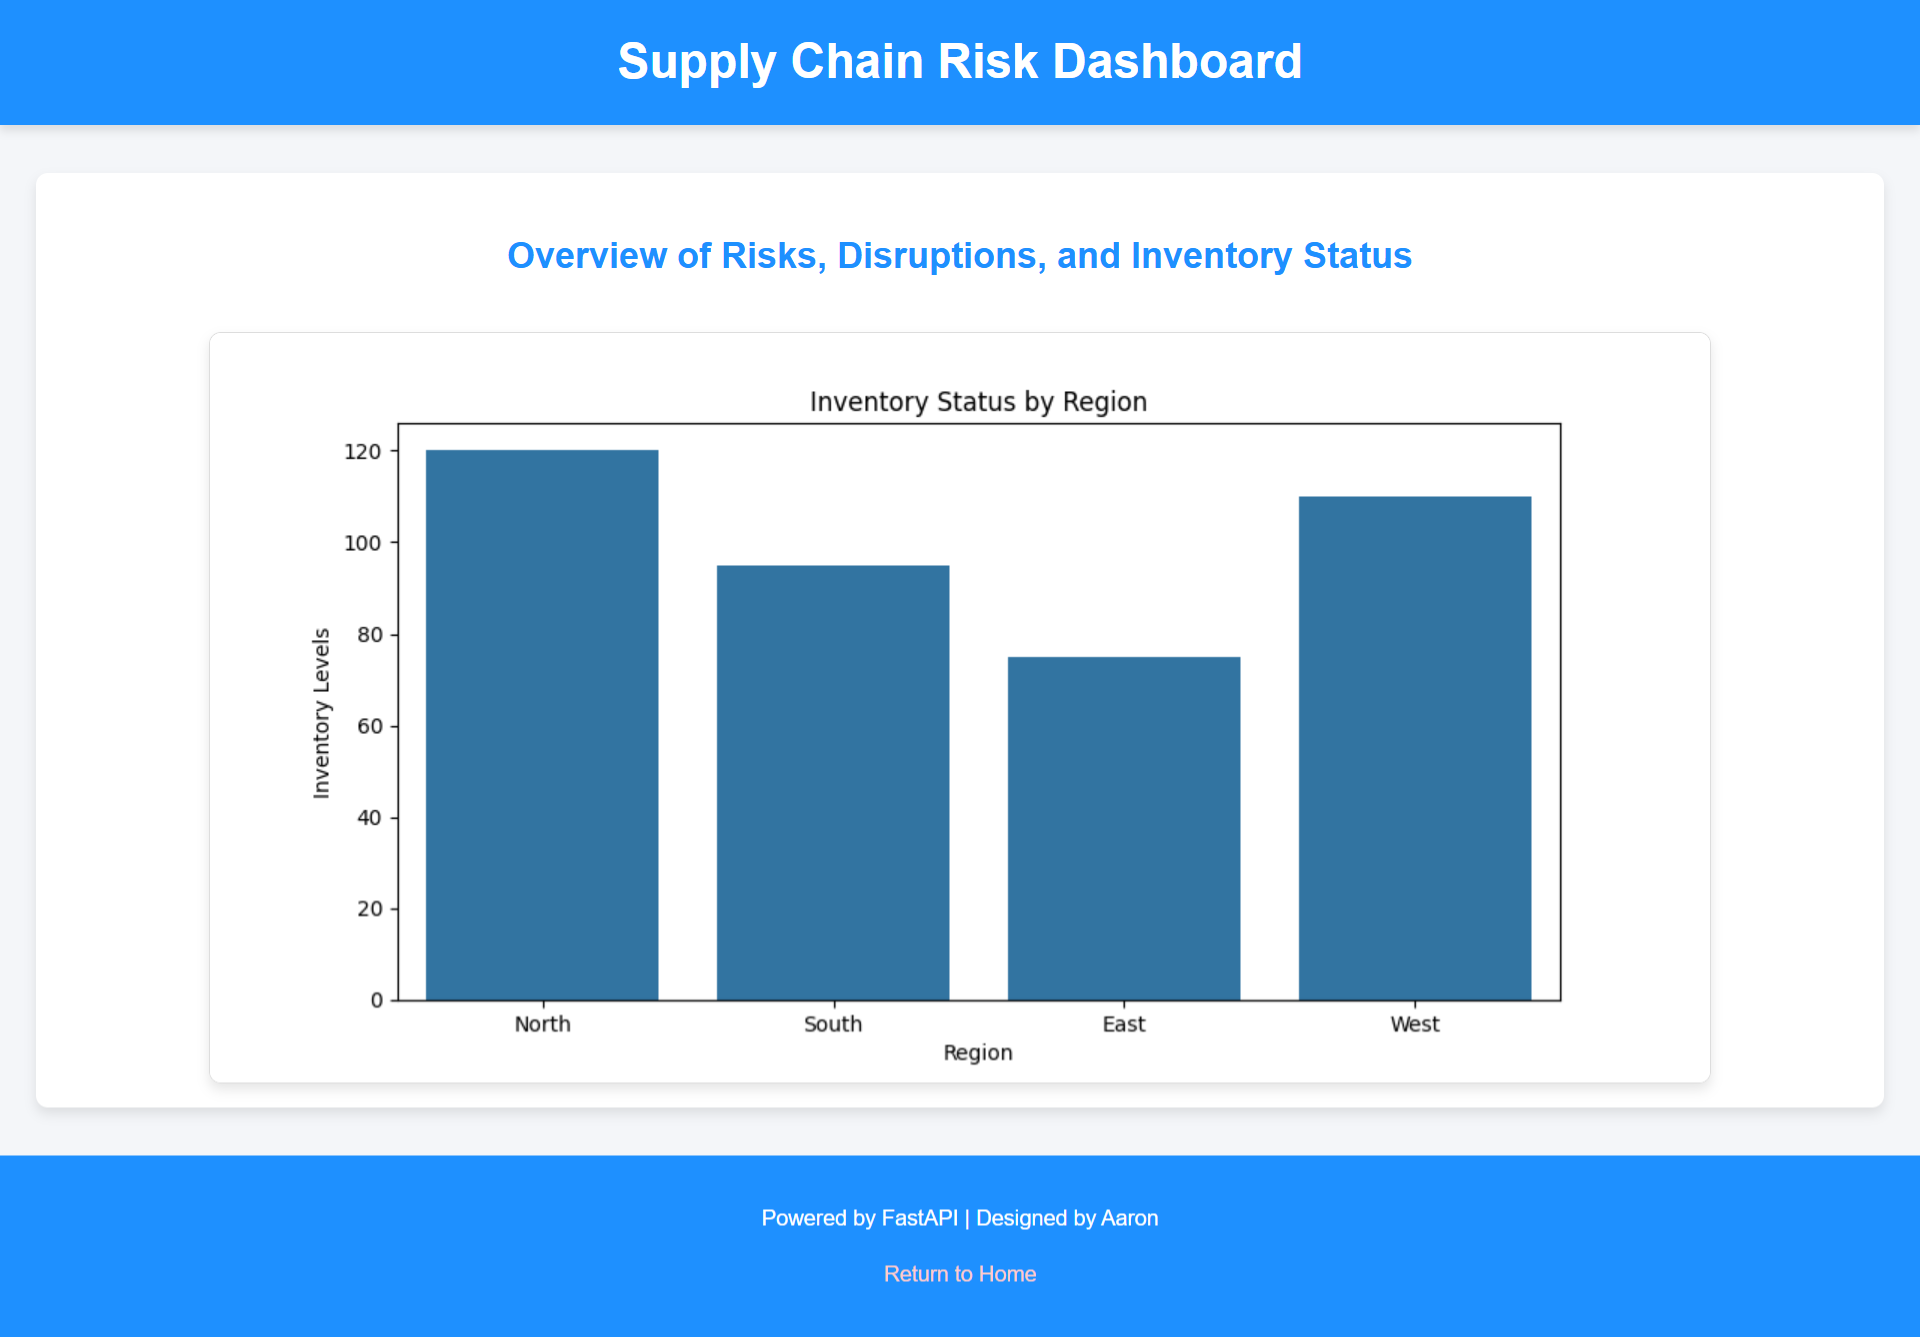 Supply Chain Risk Dashboard
Overview of Risks, Disruptions, and Inventory Status
Inventory Status by Region
120
100
80
60
40
20
0
Inventory Levels
North South East West
Region
Powered by FastAPI | Designed by Aaron
Return to Home